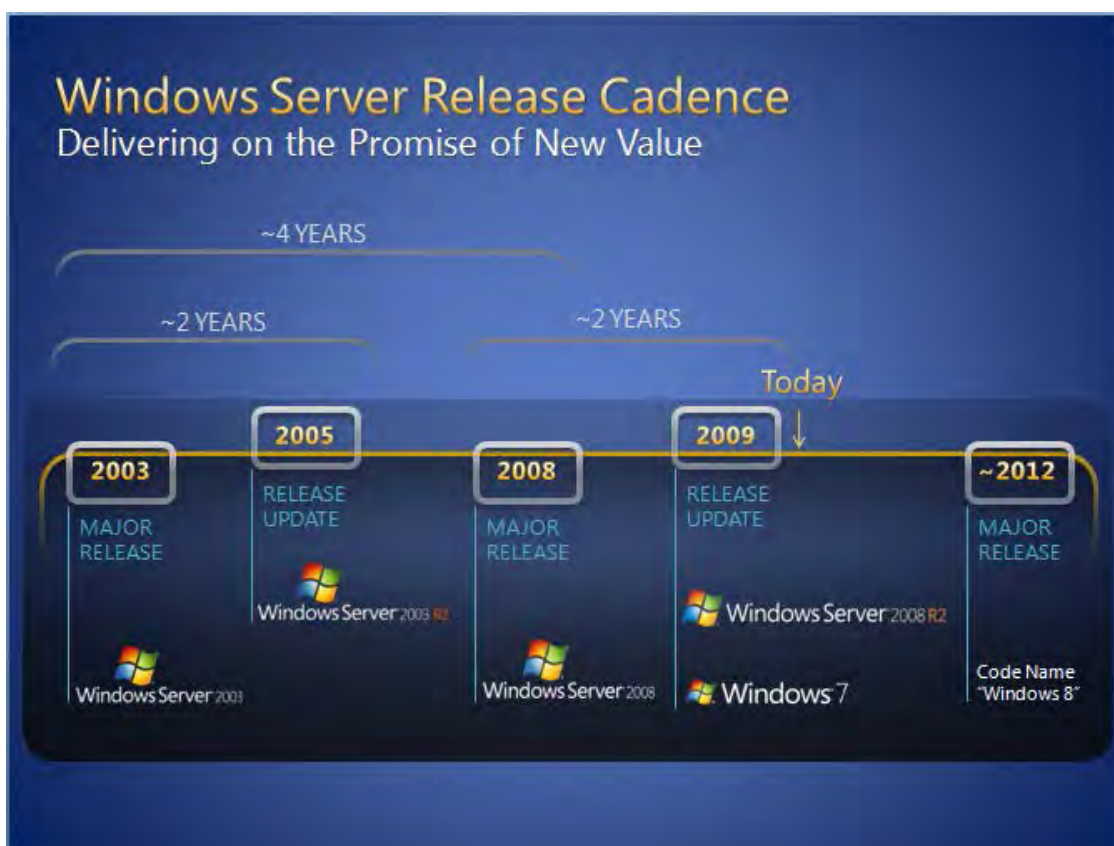 Windows Server Release Cadence
Delivering on the Promise of New Value
~4 YEARS
~2 YEARS
~2 YEARS
Today
2003
MAJOR
RELEASE
Windows Server 2003
2005
RELEASE
UPDATE
Windows Server 2003 R2
2008
MAJOR
RELEASE
Windows Server 2008
2009
RELEASE
UPDATE
Windows Server 2008 R2
Windows 7
~2012
MAJOR
RELEASE
Code Name
"Windows 8"